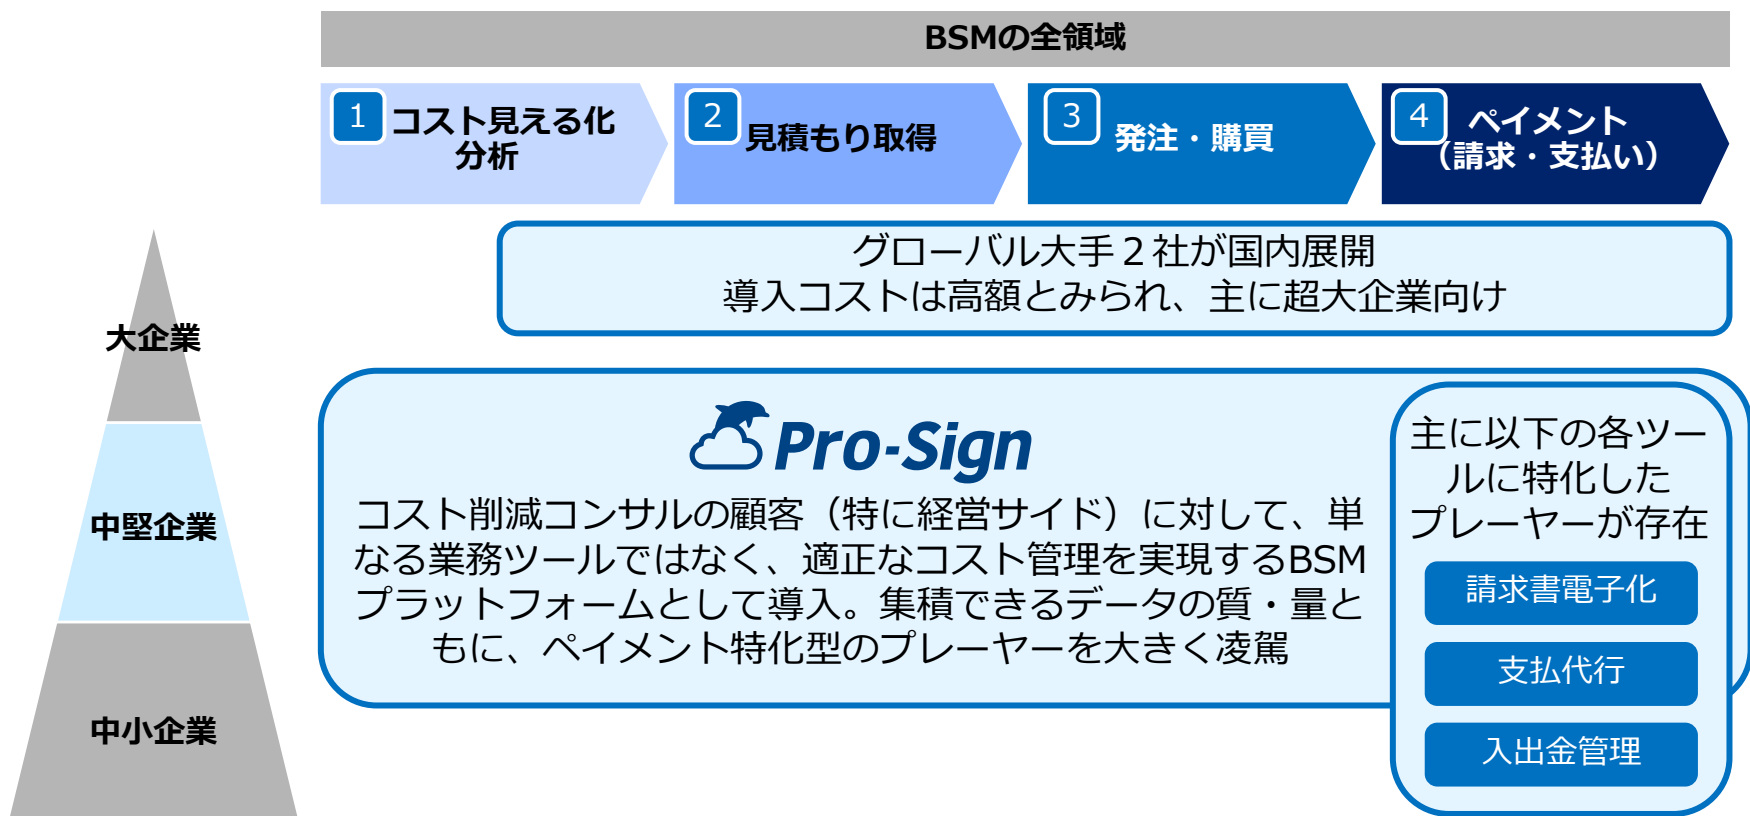 BSMの全領域
1
コスト見える化
分析
2
見積もり取得
3
発注・購買
4
ペイメント
（請求・支払い）
グローバル大手２社が国内展開
導入コストは高額とみられ、主に超大企業向け
大企業
中堅企業
中小企業
Pro-Sign
コスト削減コンサルの顧客（特に経営サイド）に対して、単
なる業務ツールではなく、適正なコスト管理を実現するBSM
プラットフォームとして導入。集積できるデータの質・量と
もに、ペイメント特化型のプレーヤーを大きく凌駕
主に以下の各ツー
ルに特化した
プレーヤーが存在
請求書電子化
支払代行
入出金管理